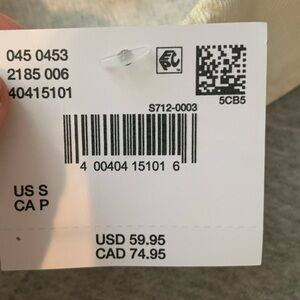 045 0453
2185 006
40415101
5CB5
S712-0003
4 00404 15101 6
US S
CA P
USD 59.95
CAD 74.95